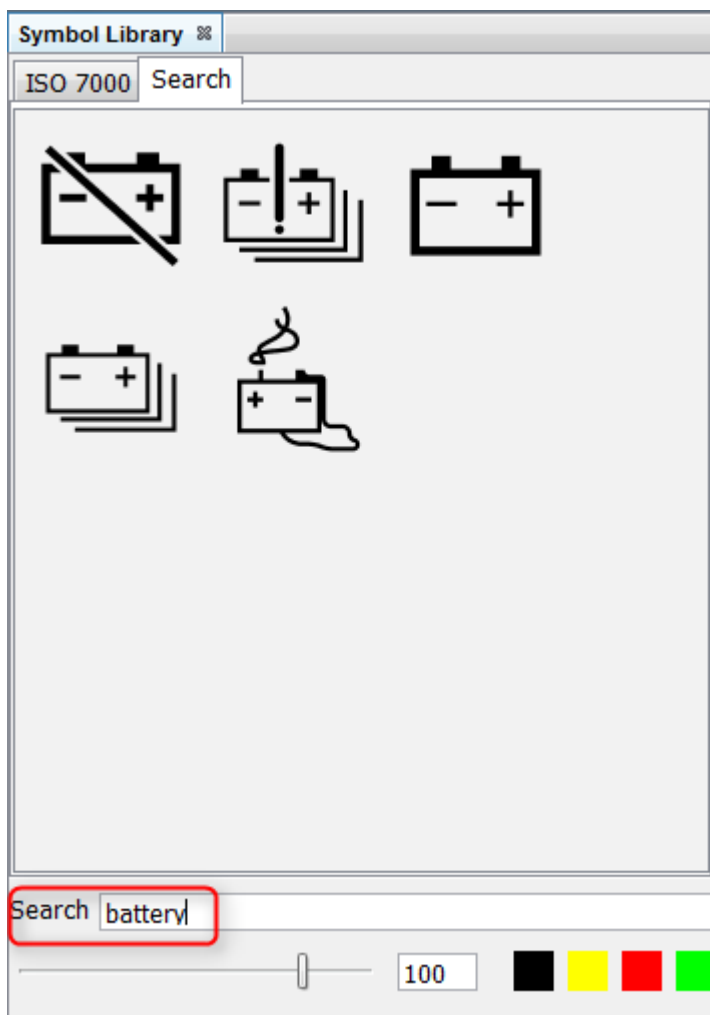 Symbol Library
ISO 7000 Search
- +
- +
- +
- +
+ -
Search battery
100